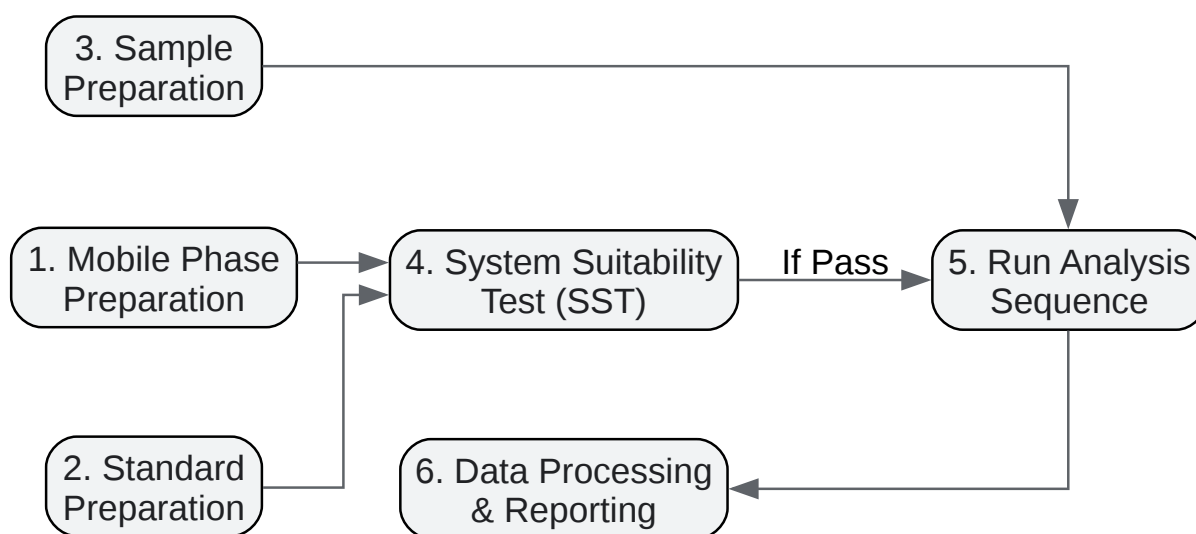 3. Sample
Preparation
1. Mobile Phase
Preparation
4. System Suitability
Test (SST)
If Pass
5. Run Analysis
Sequence
2. Standard
Preparation
6. Data Processing
& Reporting